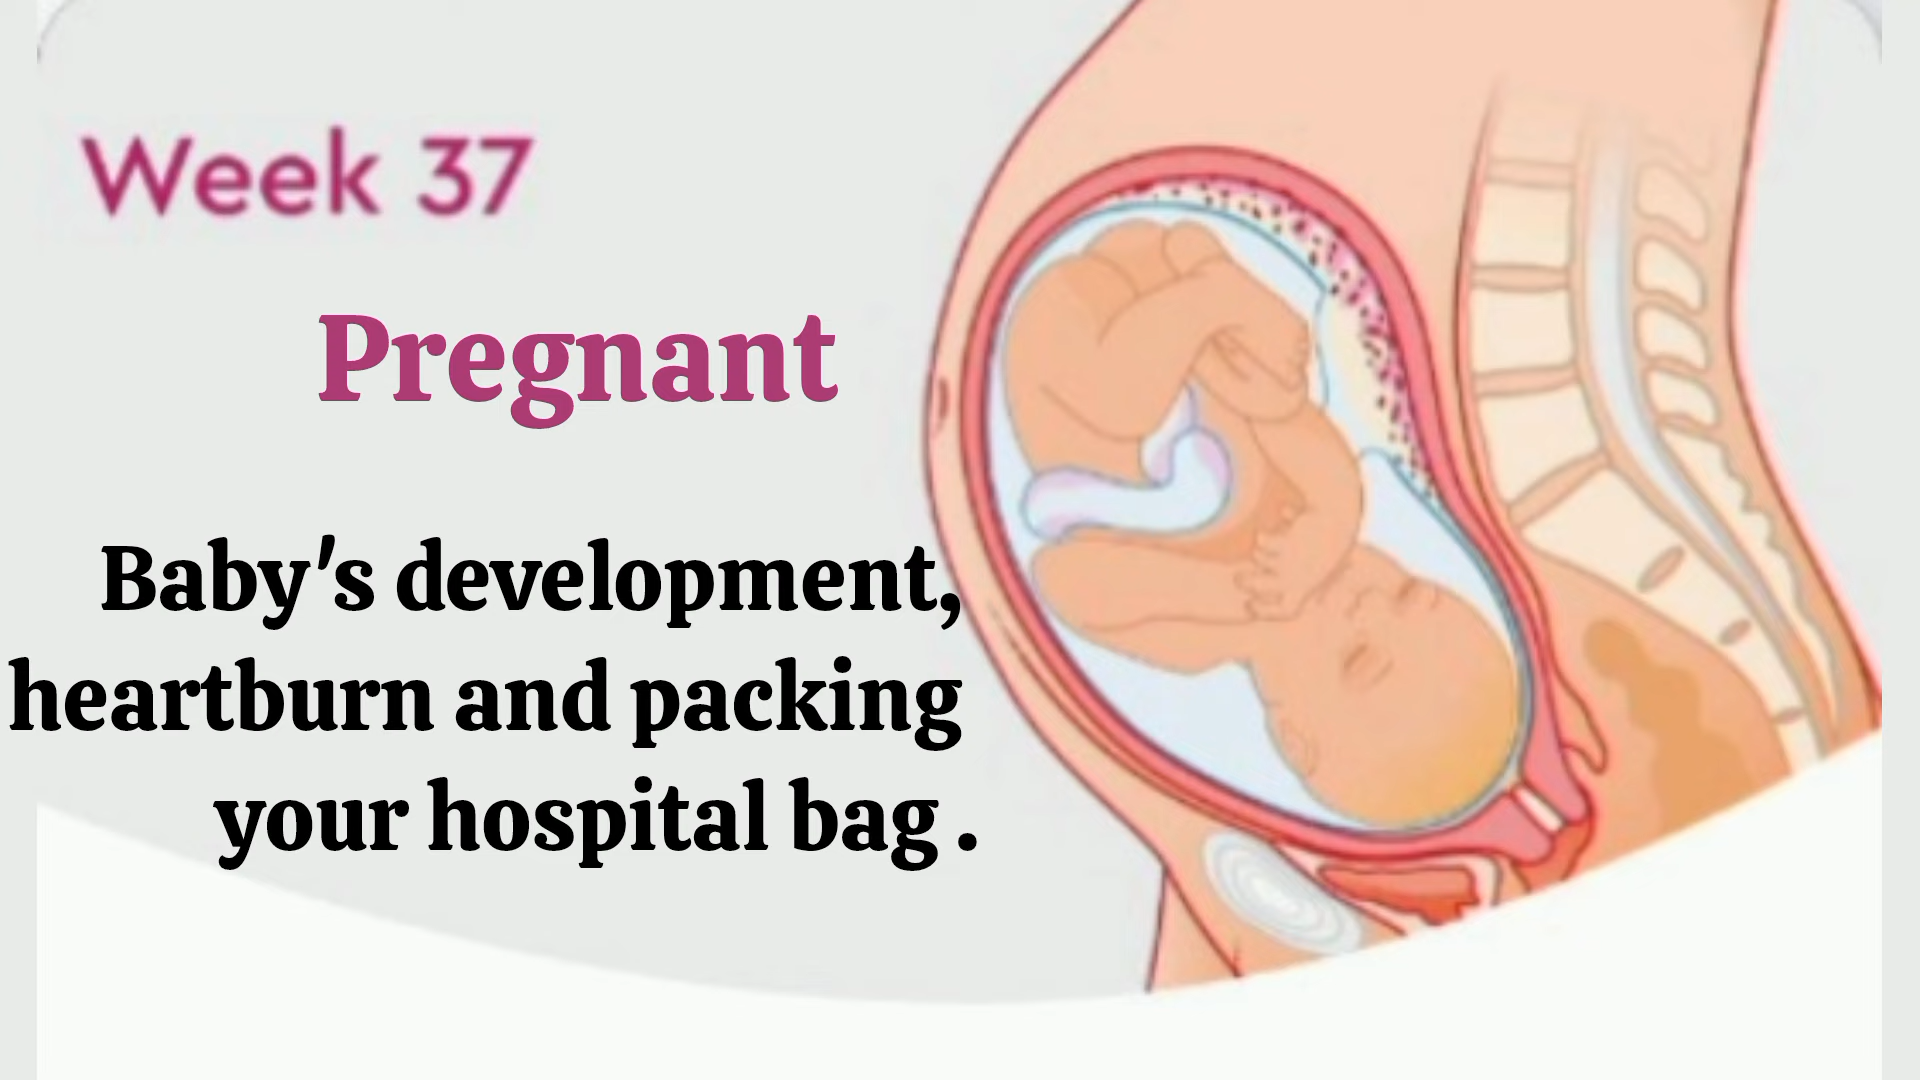 Week 37
Pregnant
Baby's development,
heartburn and packing
your hospital bag .